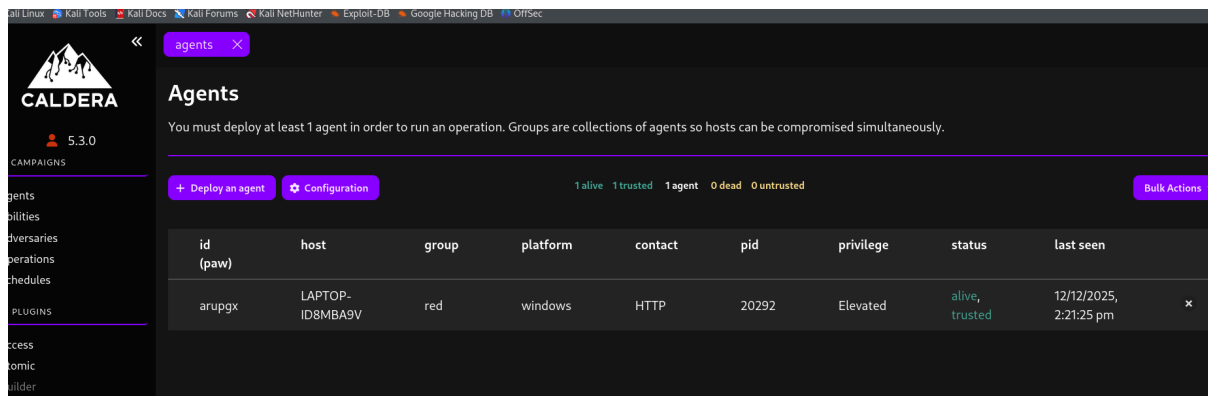 Kali Linux Kali Tools Kali Docs Kali Forums Kali NetHunter Exploit-DB Google Hacking DB OffSec
agents
CALDERA
5.3.0
CAMPAIGNS
gents
bilities
dversaries
perations
chedules
PLUGINS
ccess
tomic
uilder
Agents
You must deploy at least 1 agent in order to run an operation. Groups are collections of agents so hosts can be compromised simultaneously.
+ Deploy an agent Configuration 1 alive 1 trusted 1 agent 0 dead 0 untrusted Bulk Actions
id (paw) host group platform contact pid privilege status last seen
arupgx LAPTOP-ID8MBA9V red windows HTTP 20292 Elevated alive, trusted 12/12/2025, 2:21:25 pm